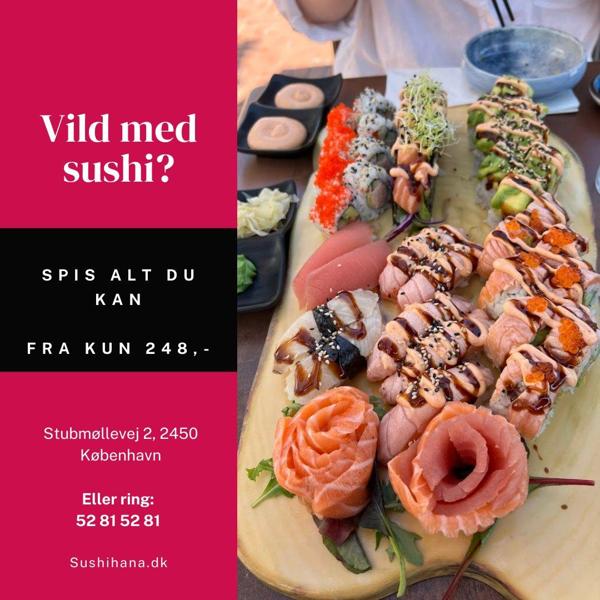 Vild med
sushi?
SPIS ALT DU
KAN
FRA KUN 248,-
Stubmøllevej 2, 2450
København
Eller ring:
52 81 52 81
Sushihana.dk